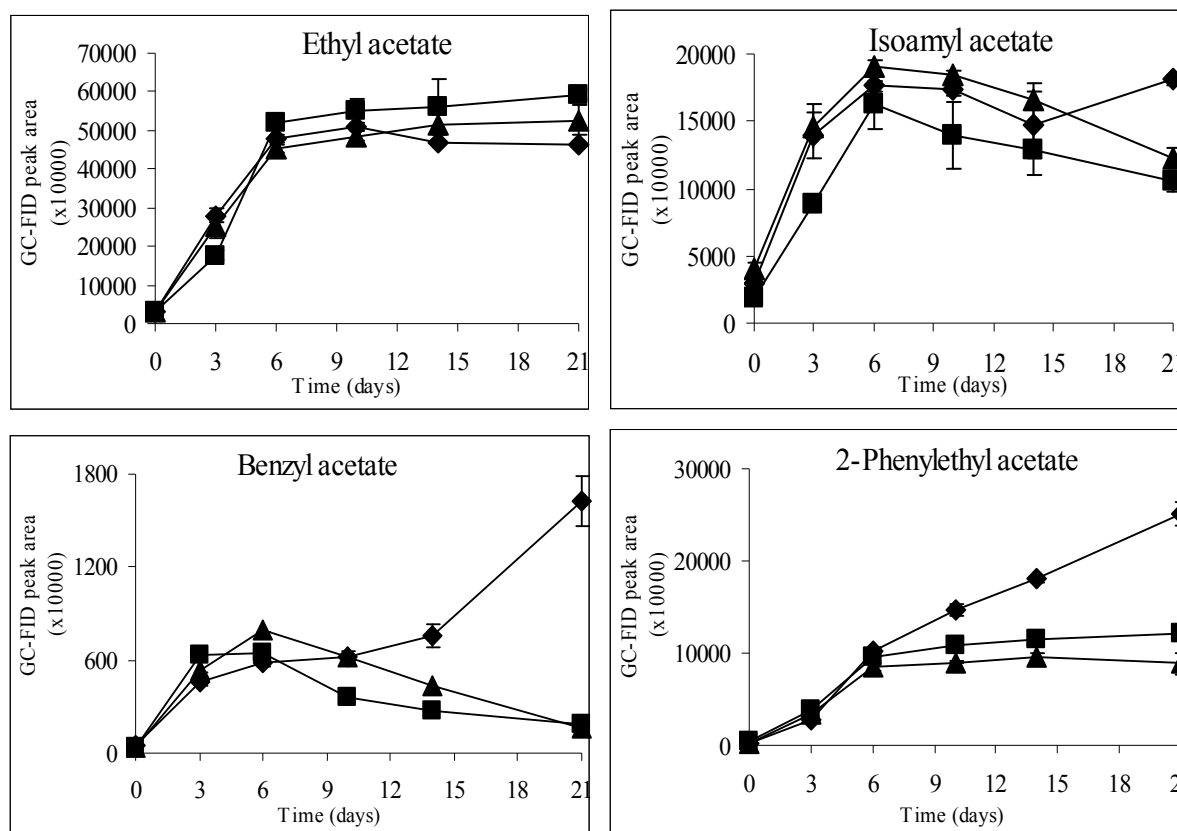 Ethyl acetate
GC-FID peak area
(x10000)
70000
60000
50000
40000
30000
20000
10000
0
0 3 6 9 12 15 18 21
Time (days)
Isoamyl acetate
GC-FID peak area
(x10000)
20000
15000
10000
5000
0
0 3 6 9 12 15 18 21
Time (days)
Benzyl acetate
GC-FID peak area
(x10000)
1800
1200
600
0
0 3 6 9 12 15 18 21
Time (days)
2-Phenylethyl acetate
GC-FID peak area
(x10000)
30000
20000
10000
0
0 3 6 9 12 15 18 2
Time (days)